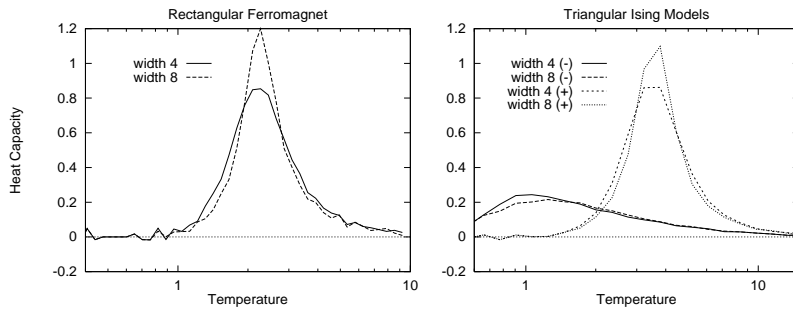 Rectangular Ferromagnet
Heat Capacity
1.2
1
0.8
0.6
0.4
0.2
0
-0.2
width 4
width 8
1
10
Temperature
Triangular Ising Models
1.2
1
0.8
0.6
0.4
0.2
0
-0.2
width 4 (-)
width 8 (-)
width 4 (+)
width 8 (+)
1
10
Temperature